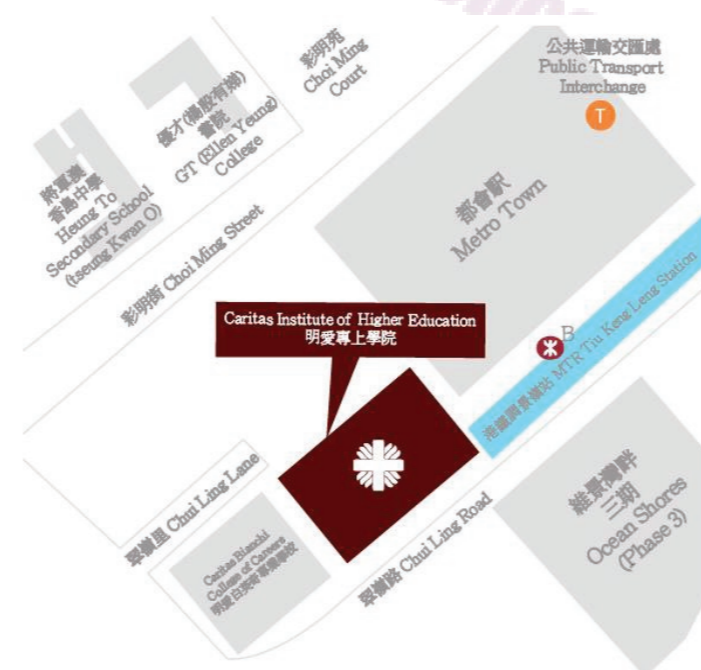 公共運輸交匯處
Public Transport
Interchange
T
彩明苑
Choi Ming
Court
優才(楊殷有娣)
書院
GT (Ellen Yeung)
College
將軍澳
香島中學
Heung To
Secondary School
(tseung Kwan O)
都會駅
Metro Town
彩明街 Choi Ming Street
Caritas Institute of Higher Education
明愛專上學院
B
港鐵調景嶺站 MTR Tiu Keng Leng Station
翠嶺里 Chui Ling Lane
Caritas Bianchi
College of Careers
明愛白英奇專業學校
翠嶺路 Chui Ling Road
維景灣畔
三期
Ocean Shores
(Phase 3)